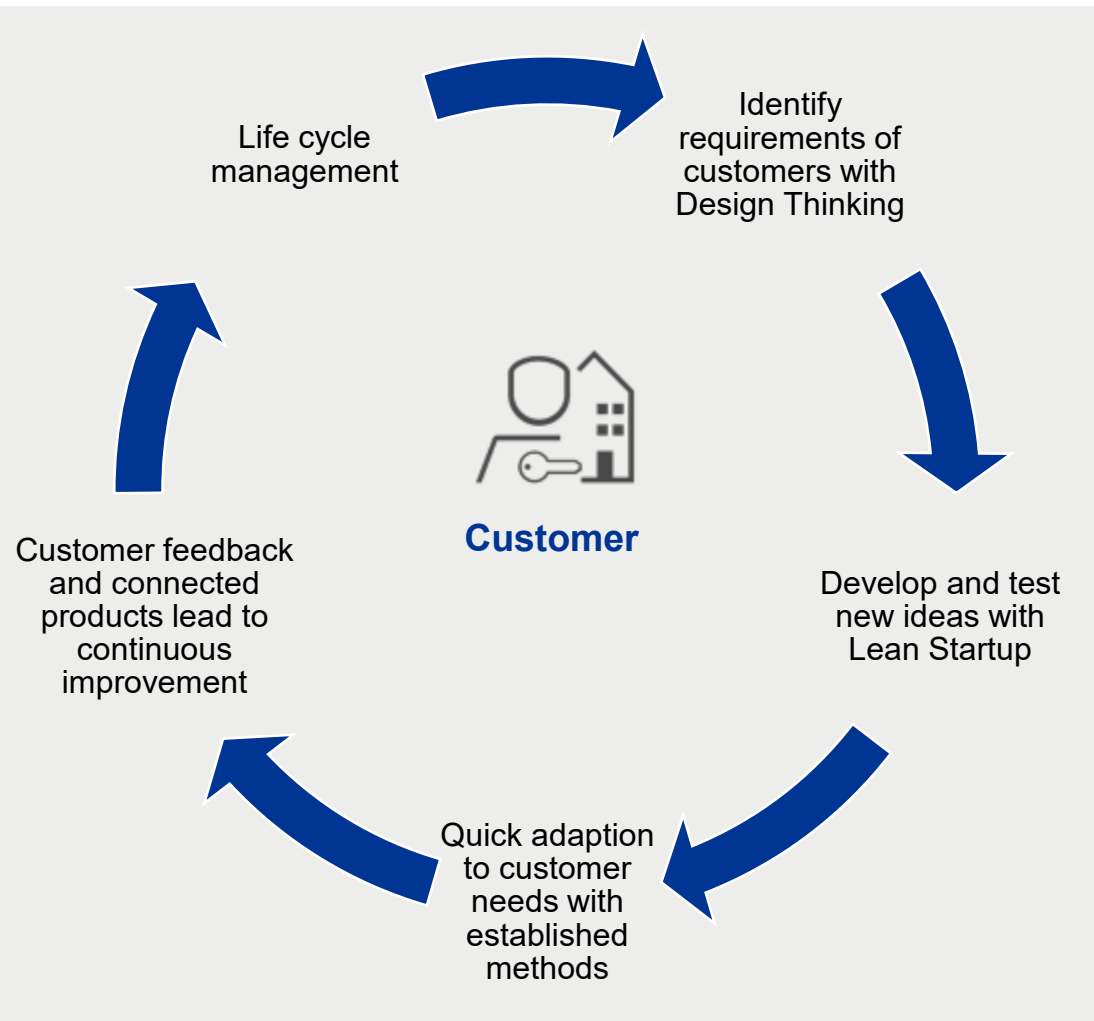 Life cycle
management
Identify
requirements of
customers with
Design Thinking
Customer
Develop and test
new ideas with
Lean Startup
Quick adaption
to customer
needs with
established
methods
Customer feedback
and connected
products lead to
continuous
improvement